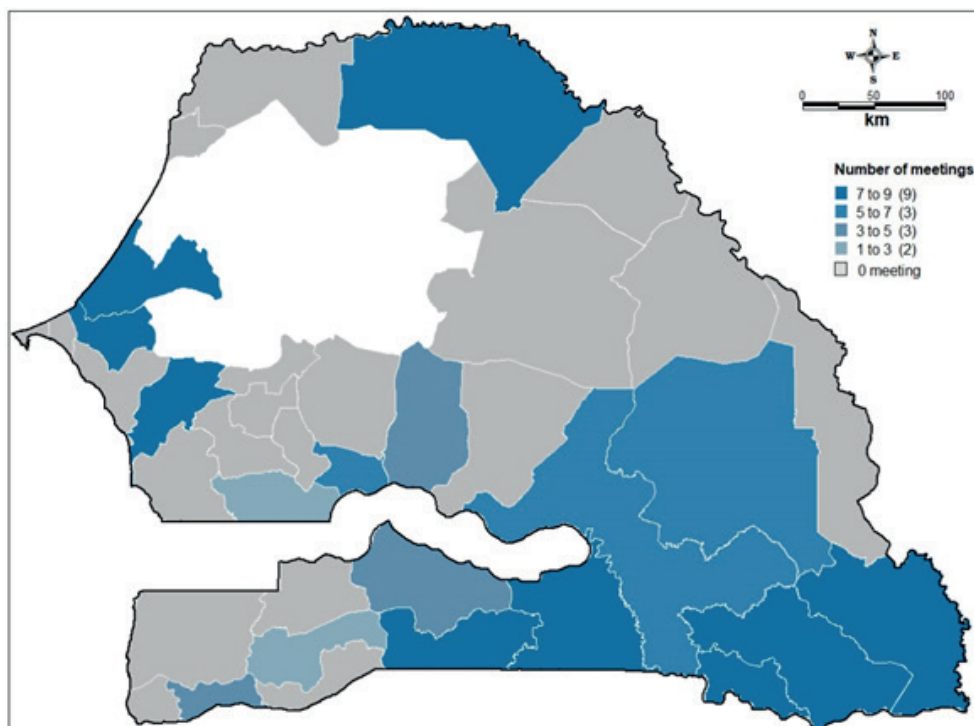 N
W E
S
0 50 100
km
Number of meetings
7 to 9 (9)
5 to 7 (3)
3 to 5 (3)
1 to 3 (2)
0 meeting